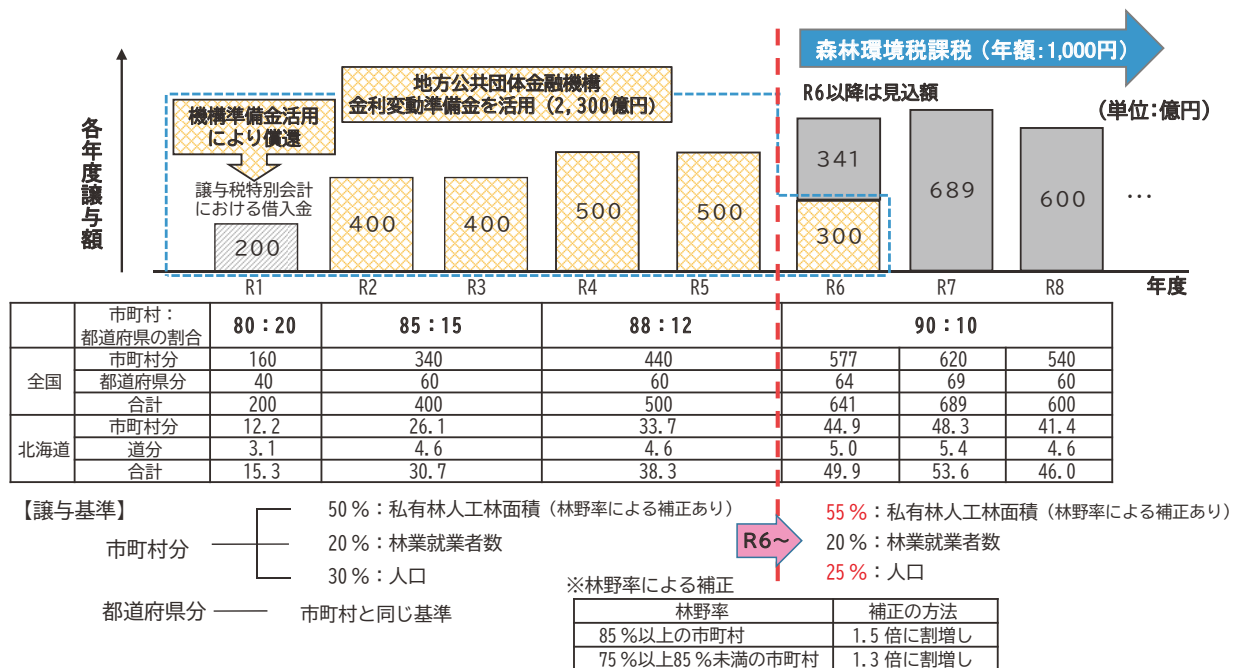 森林環境税課税（年額：1,000円）
地方公共団体金融機構
金利変動準備金を活用（2,300億円）
R6以降は見込額
（単位：億円）
機構準備金活用
により償還
各年度譲与額
譲与税特別会計
における借入金
200
400
400
500
500
341
300
689
600
…
R1 R2 R3 R4 R5 R6 R7 R8 年度
市町村： 80：20 85：15 88：12 90：10
都道府県の割合
全国 市町村分 160 340 440 577 620 540
都道府県分 40 60 60 64 69 60
合計 200 400 500 641 689 600
北海道 市町村分 12.2 26.1 33.7 44.9 48.3 41.4
道分 3.1 4.6 4.6 5.0 5.4 4.6
合計 15.3 30.7 38.3 49.9 53.6 46.0
【譲与基準】
市町村分
50％：私有林人工林面積（林野率による補正あり）
20％：林業就業者数
30％：人口
R6～
55％：私有林人工林面積（林野率による補正あり）
20％：林業就業者数
25％：人口
都道府県分 市町村と同じ基準
※林野率による補正
林野率 補正の方法
85％以上の市町村 1.5倍に割増し
75％以上85％未満の市町村 1.3倍に割増し